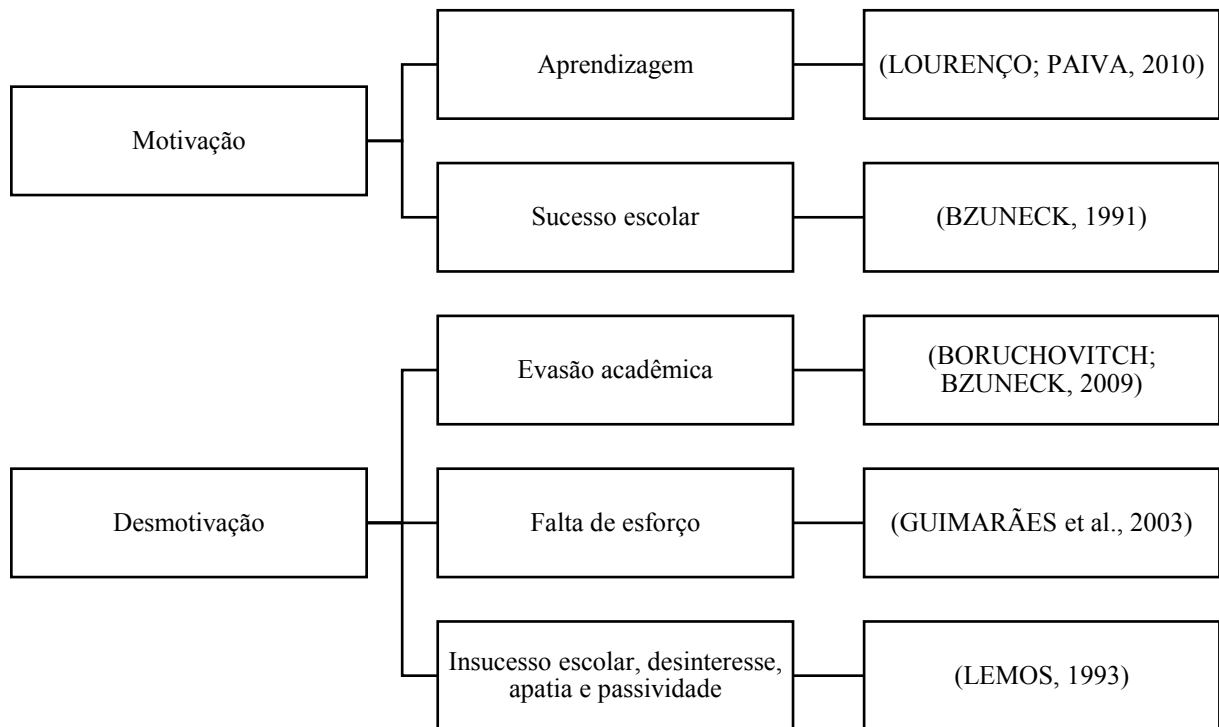 Motivação
Aprendizagem
(LOURENÇO; PAIVA, 2010)
Sucesso escolar
(BZUNECK, 1991)
Desmotivação
Evasão acadêmica
(BORUCHOVITCH;
BZUNECK, 2009)
Falta de esforço
(GUIMARÃES et al., 2003)
Insucesso escolar, desinteresse,
apatia e passividade
(LEMOS, 1993)